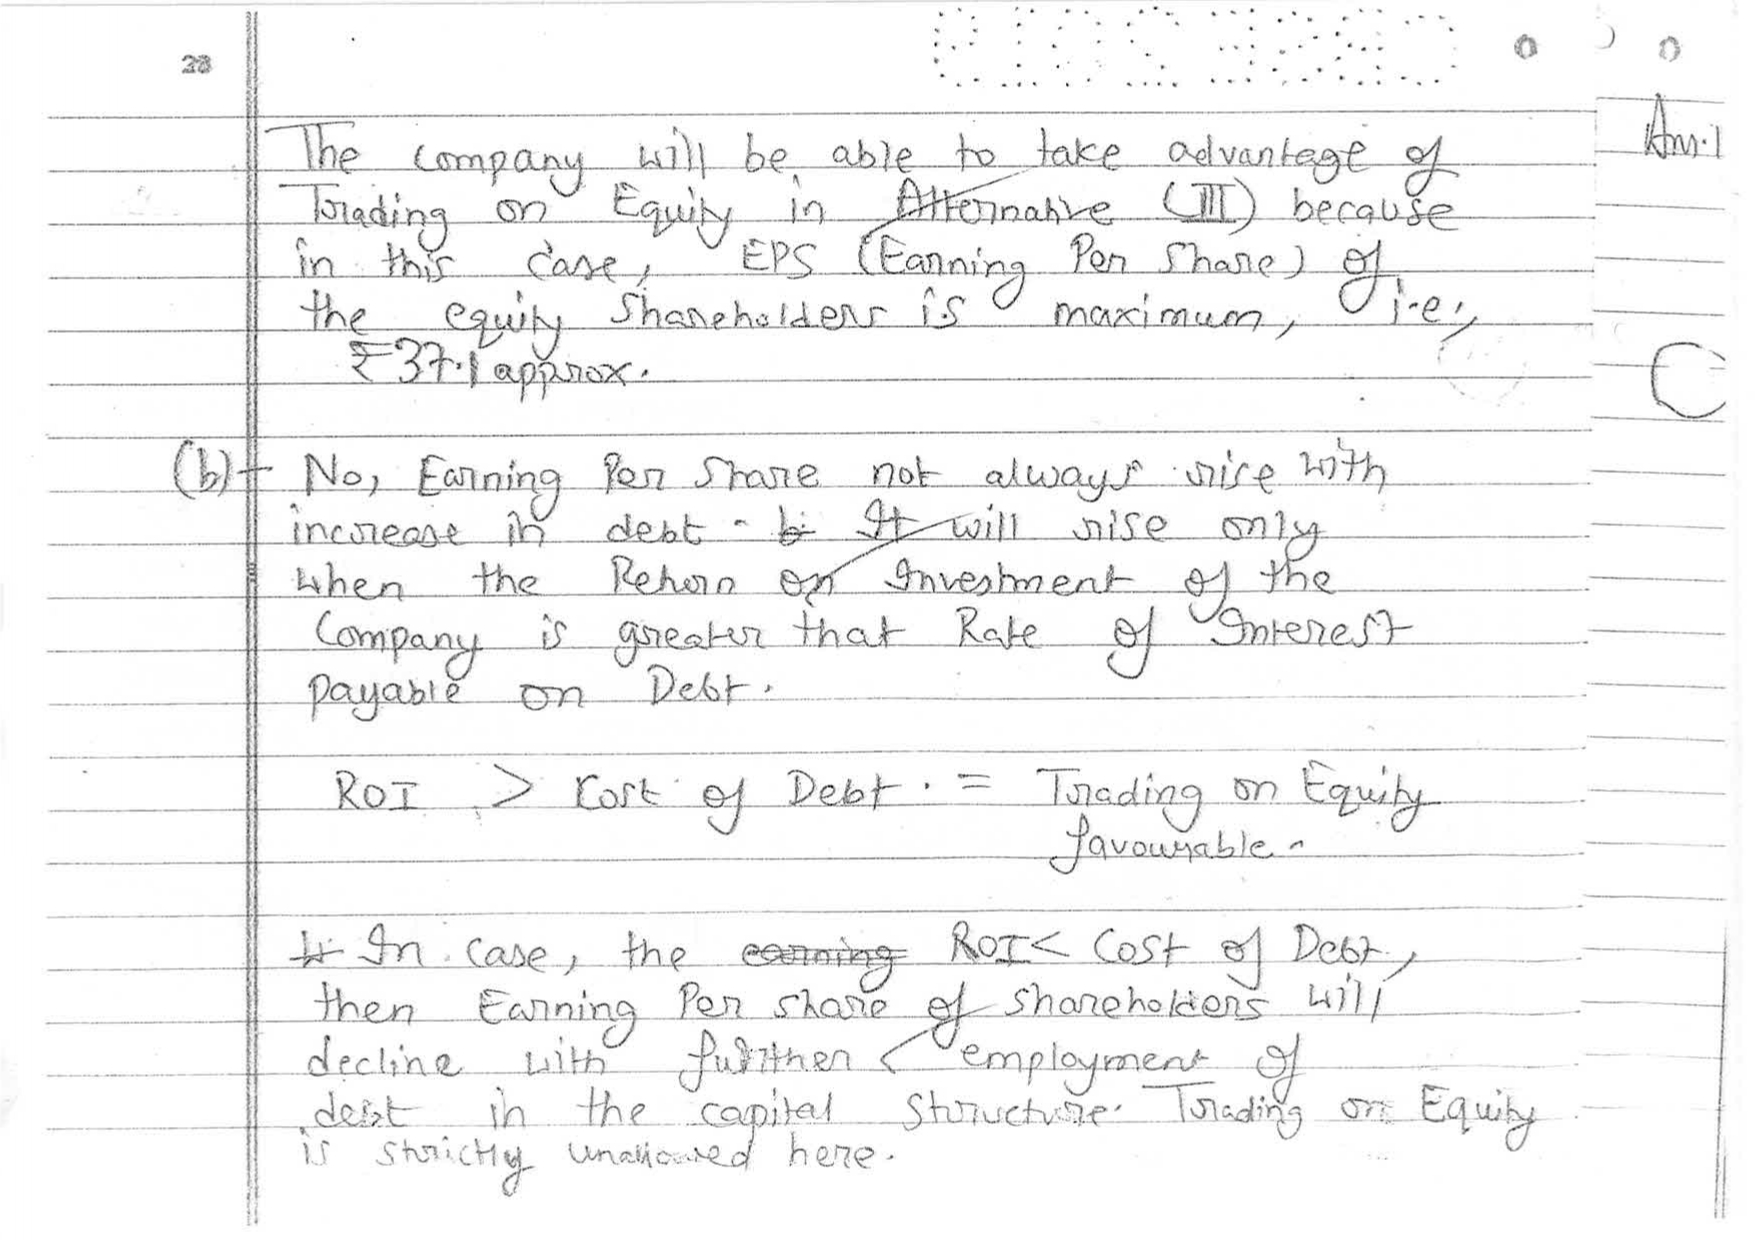 28
The company will be able to take advantage of
Trading on Equity in Alternative (III) because
in this case, EPS (Earning Per Share) of
the equity Shareholders is maximum, i.e.,
₹37.1 approx.
(b)- No, Earning Per Share not always rise with
increase in debt. It will rise only
when the Return on Investment of the
Company is greater that Rate of Interest
payable on Debt.
ROI > Cost of Debt. = Trading on Equity
favourable.
In case, the earning ROI < Cost of Debt,
then Earning Per share of shareholders will
decline with further employment of
debt in the capital structure. Trading on Equity
is strictly unallowed here.